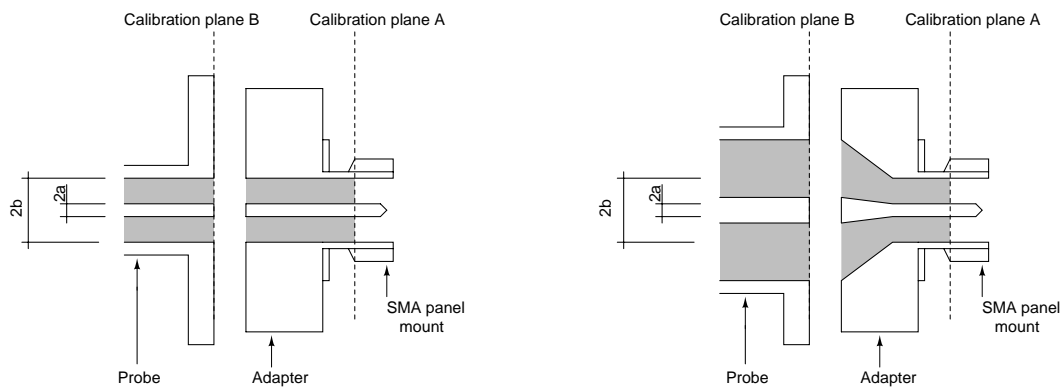 Calibration plane B
Calibration plane A
2b
2a
SMA panel
mount
Probe
Adapter
Calibration plane B
Calibration plane A
2b
2a
SMA panel
mount
Probe
Adapter